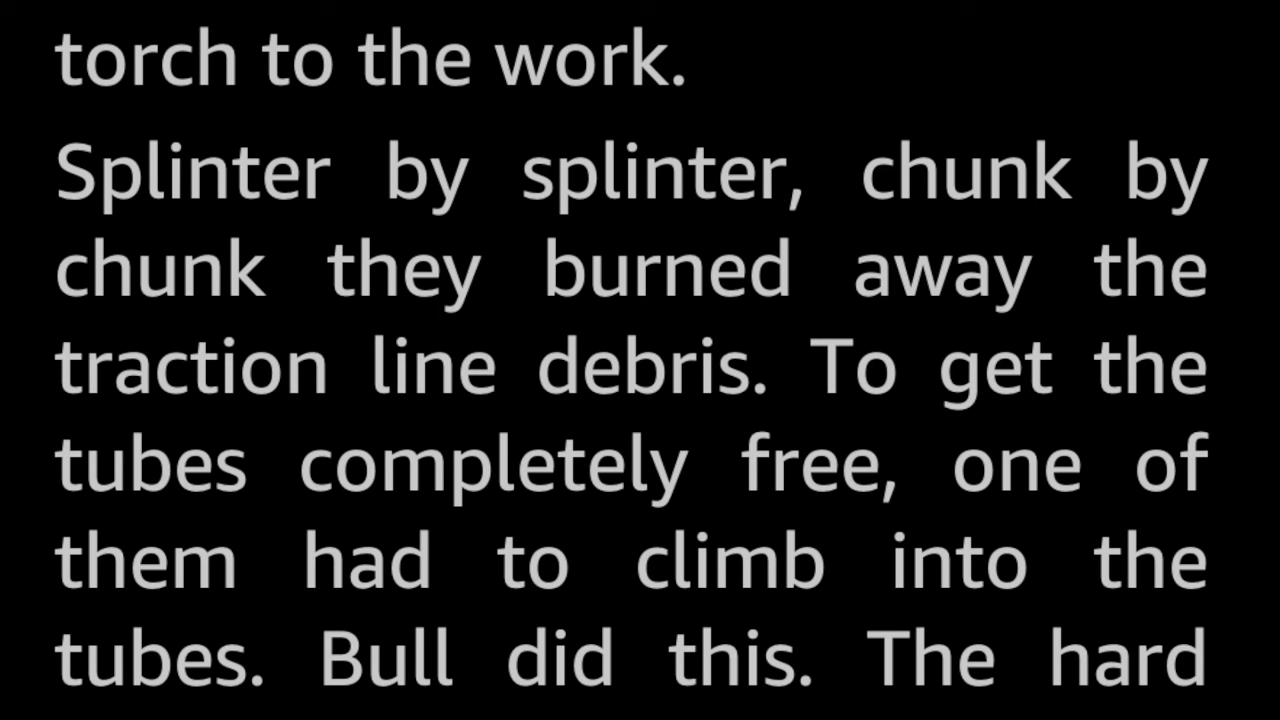 torch to the work.
Splinter by splinter, chunk by
chunk they burned away the
traction line debris. To get the
tubes completely free, one of
them had to climb into the
tubes. Bull did this. The hard